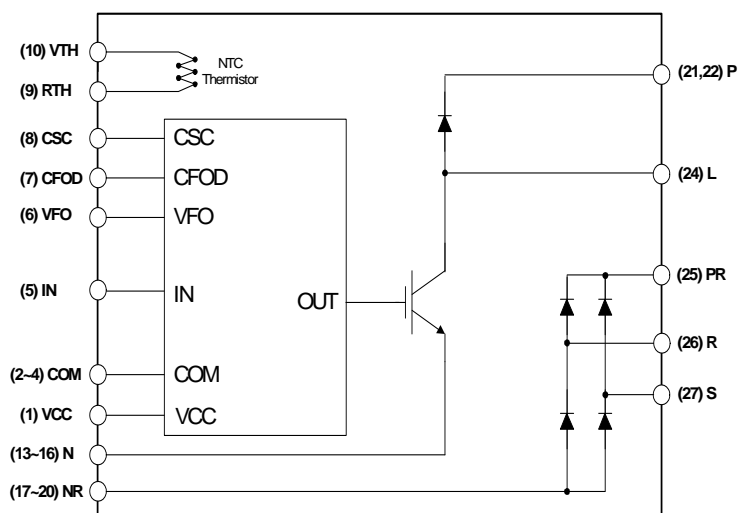 (10) VTH
NTC
Thermistor
(9) RTH
(21,22) P
(8) CSC
CSC
(7) CFOD
CFOD
(24) L
(6) VFO
VFO
(25) PR
(5) IN
IN
OUT
(26) R
(2~4) COM
COM
(27) S
(1) VCC
VCC
(13~16) N
(17~20) NR